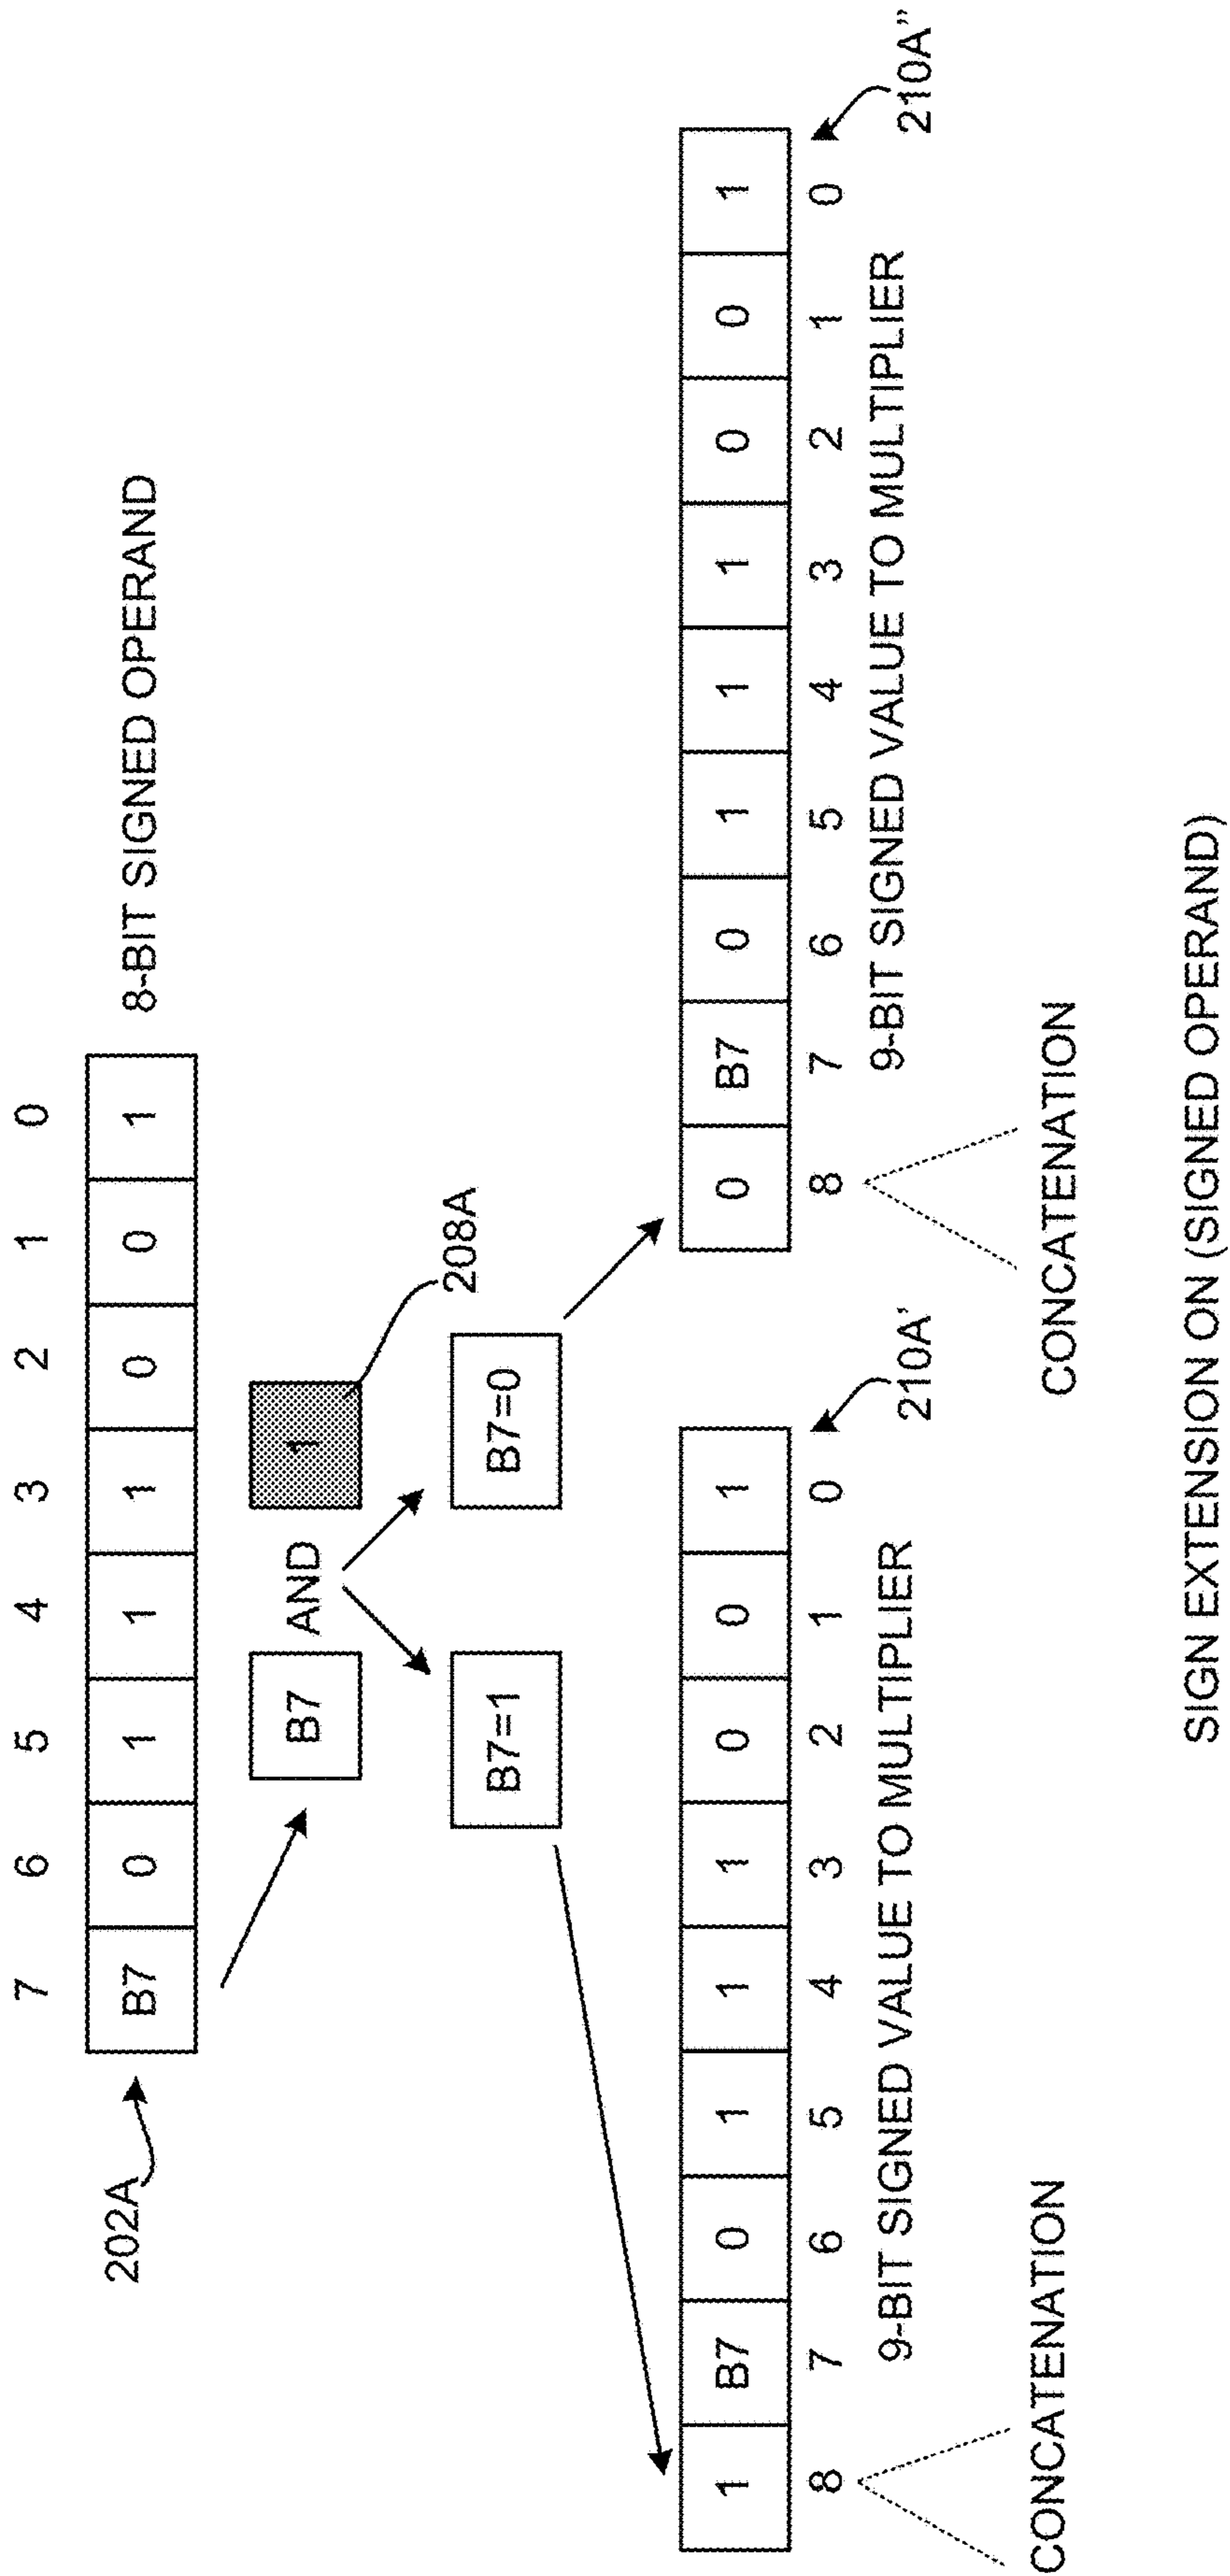 7 6 5 4 3 2 1 0
202A
B7 0 1 1 1 0 0 1
8-BIT SIGNED OPERAND
B7 AND 1
208A
B7=1 B7=0
1 B7 0 1 1 1 0 0 1
8 7 6 5 4 3 2 1 0
210A'
9-BIT SIGNED VALUE TO MULTIPLIER
CONCATENATION
0 B7 0 1 1 1 0 0 1
8 7 6 5 4 3 2 1 0
210A"
9-BIT SIGNED VALUE TO MULTIPLIER
CONCATENATION
SIGN EXTENSION ON (SIGNED OPERAND)